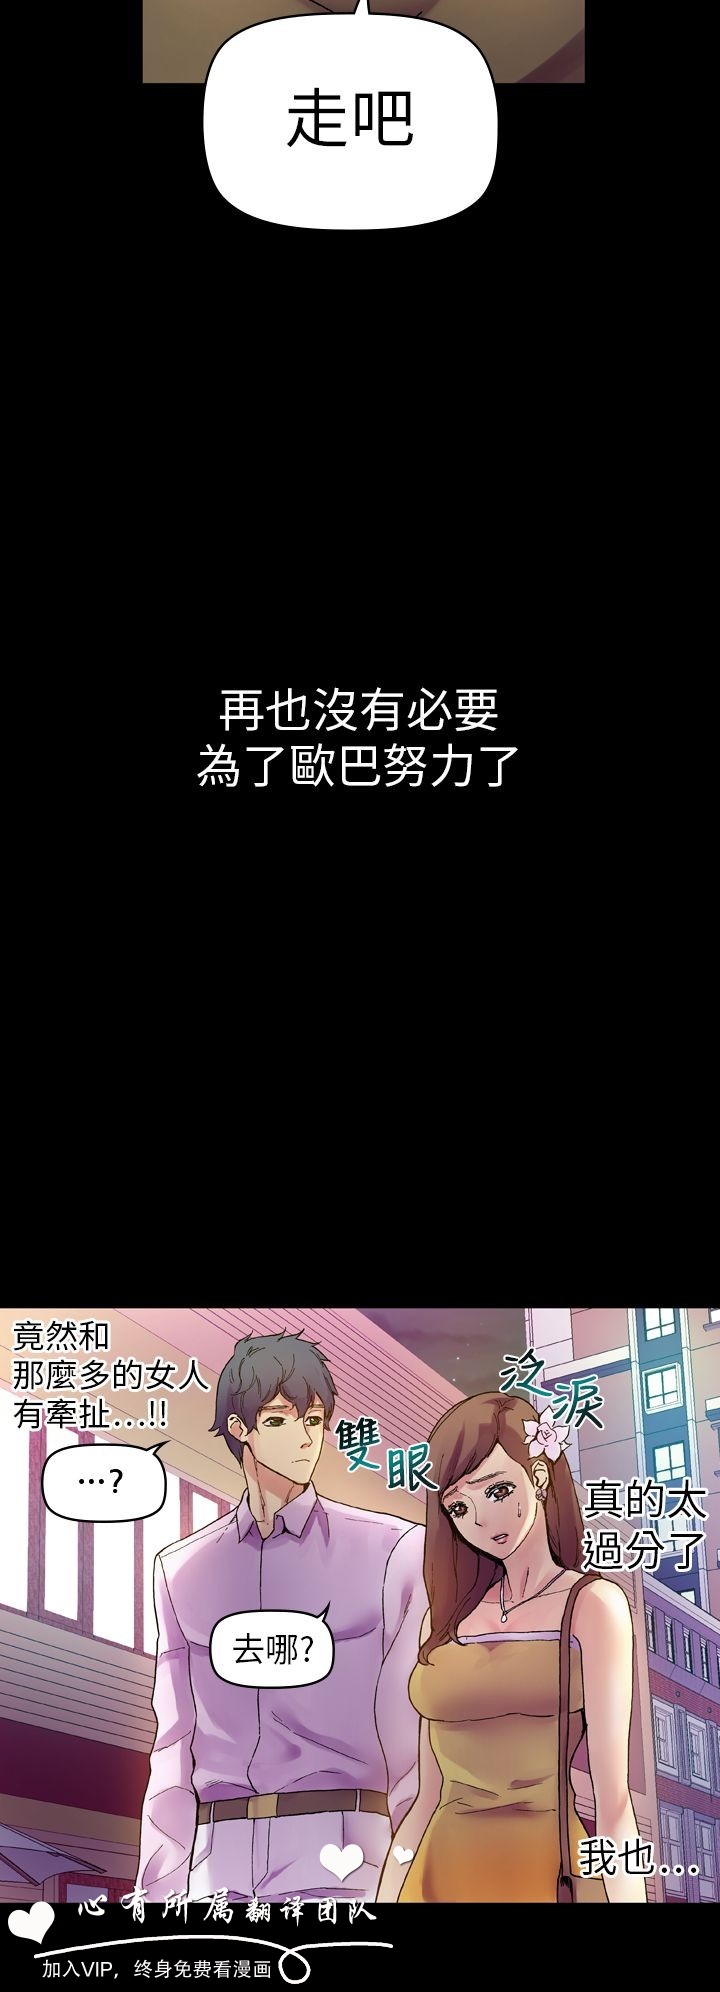 走吧
再也沒有必要
為了歐巴努力了
竟然和
那麼多的女人
有牽扯...!!
...?
雙眼
泛淚
真的太
過分了
去哪?
我也...
心有所属翻译团队
加入VIP，终身免费看漫画